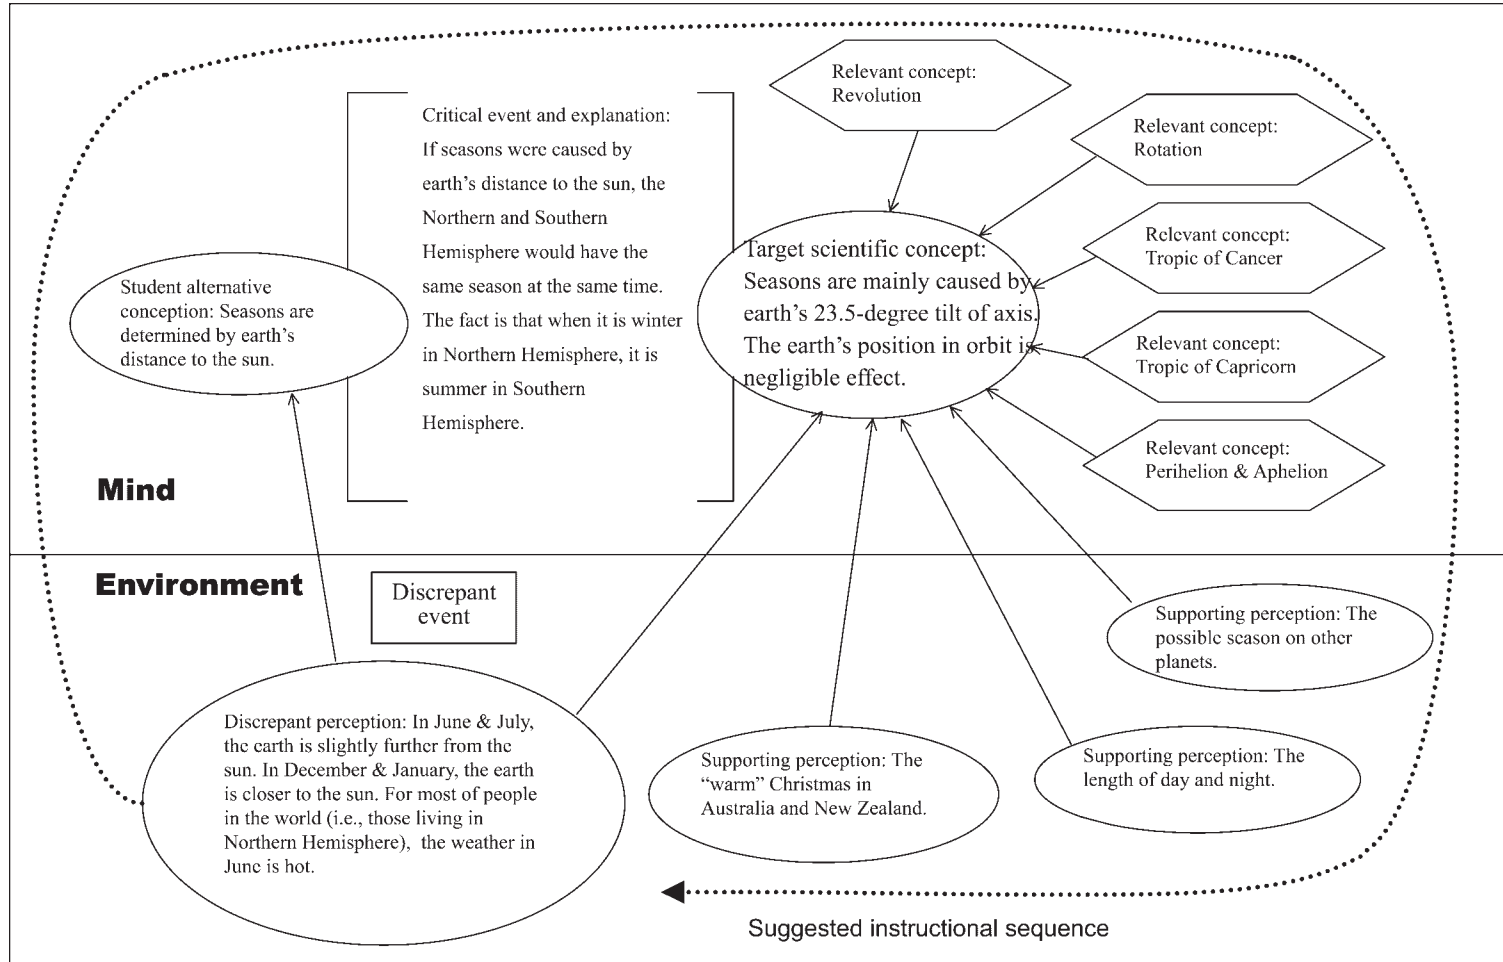 Relevant concept:
Revolution
Critical event and explanation:
If seasons were caused by
earth's distance to the sun, the
Northern and Southern
Hemisphere would have the
same season at the same time.
The fact is that when it is winter
in Northern Hemisphere, it is
summer in Southern
Hemisphere.
Relevant concept:
Rotation
Student alternative
conception: Seasons are
determined by earth's
distance to the sun.
Target scientific concept:
Seasons are mainly caused by
earth's 23.5-degree tilt of axis.
The earth's position in orbit is
negligible effect.
Relevant concept:
Tropic of Cancer
Relevant concept:
Tropic of Capricorn
Relevant concept:
Perihelion & Aphelion
Mind
Environment
Discrepant
event
Supporting perception: The
possible season on other
planets.
Discrepant perception: In June & July,
the earth is slightly further from the
sun. In December & January, the earth
is closer to the sun. For most of people
in the world (i.e., those living in
Northern Hemisphere), the weather in
June is hot.
Supporting perception: The
“warm” Christmas in
Australia and New Zealand.
Supporting perception: The
length of day and night.
Suggested instructional sequence